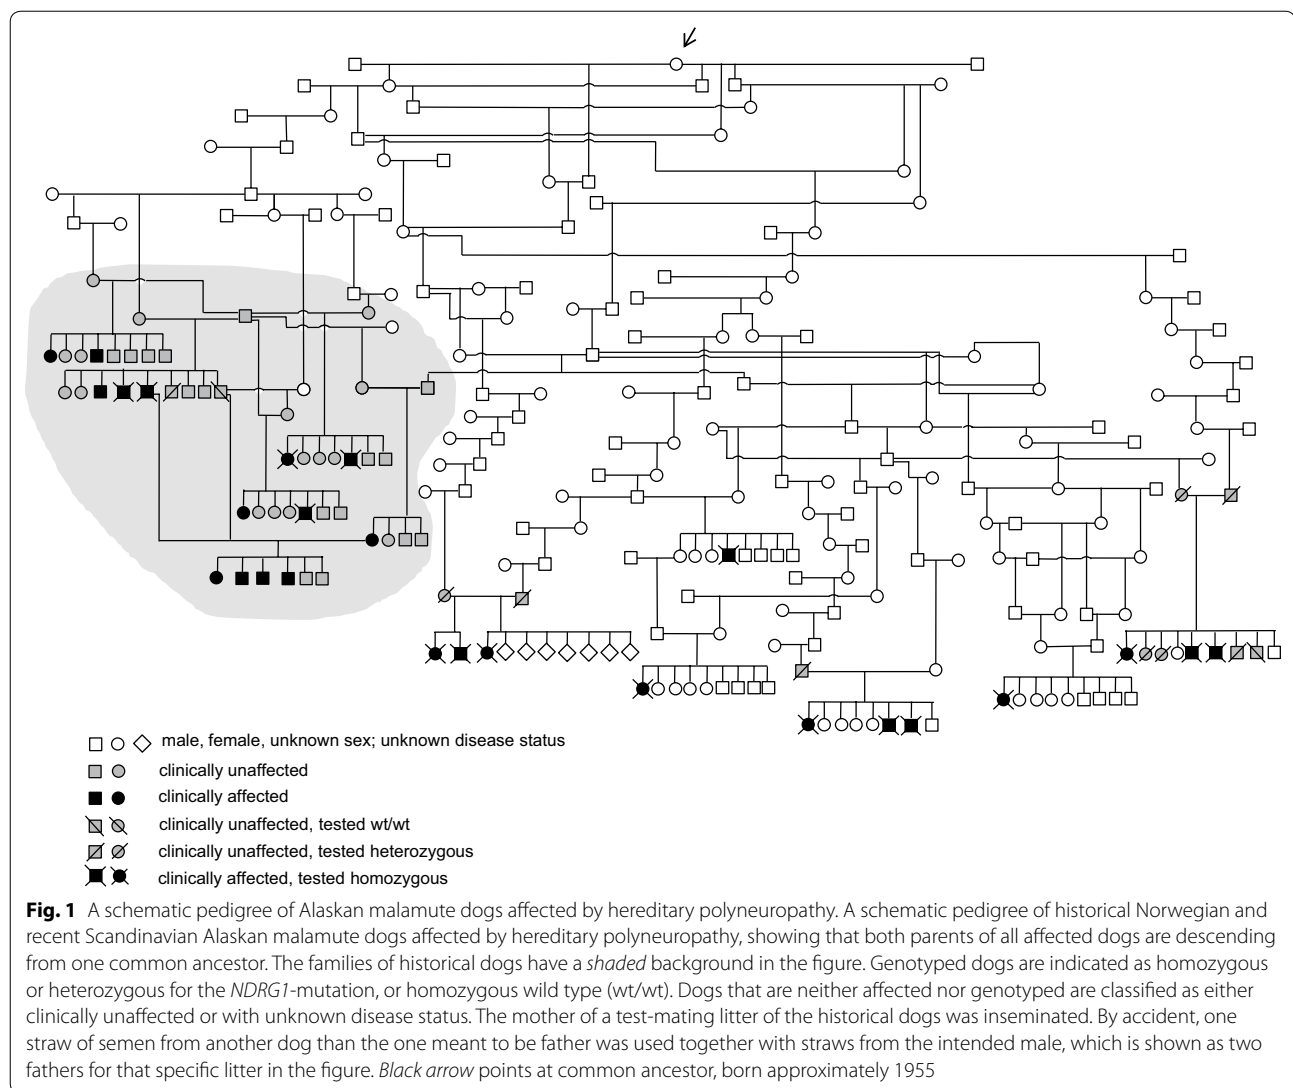 male, female, unknown sex; unknown disease status
clinically unaffected
clinically affected
clinically unaffected, tested wt/wt
clinically unaffected, tested heterozygous
clinically affected, tested homozygous
Fig. 1 A schematic pedigree of Alaskan malamute dogs affected by hereditary polyneuropathy. A schematic pedigree of historical Norwegian and
recent Scandinavian Alaskan malamute dogs affected by hereditary polyneuropathy, showing that both parents of all affected dogs are descending
from one common ancestor. The families of historical dogs have a shaded background in the figure. Genotyped dogs are indicated as homozygous
or heterozygous for the NDRG1-mutation, or homozygous wild type (wt/wt). Dogs that are neither affected nor genotyped are classified as either
clinically unaffected or with unknown disease status. The mother of a test-mating litter of the historical dogs was inseminated. By accident, one
straw of semen from another dog than the one meant to be father was used together with straws from the intended male, which is shown as two
fathers for that specific litter in the figure. Black arrow points at common ancestor, born approximately 1955